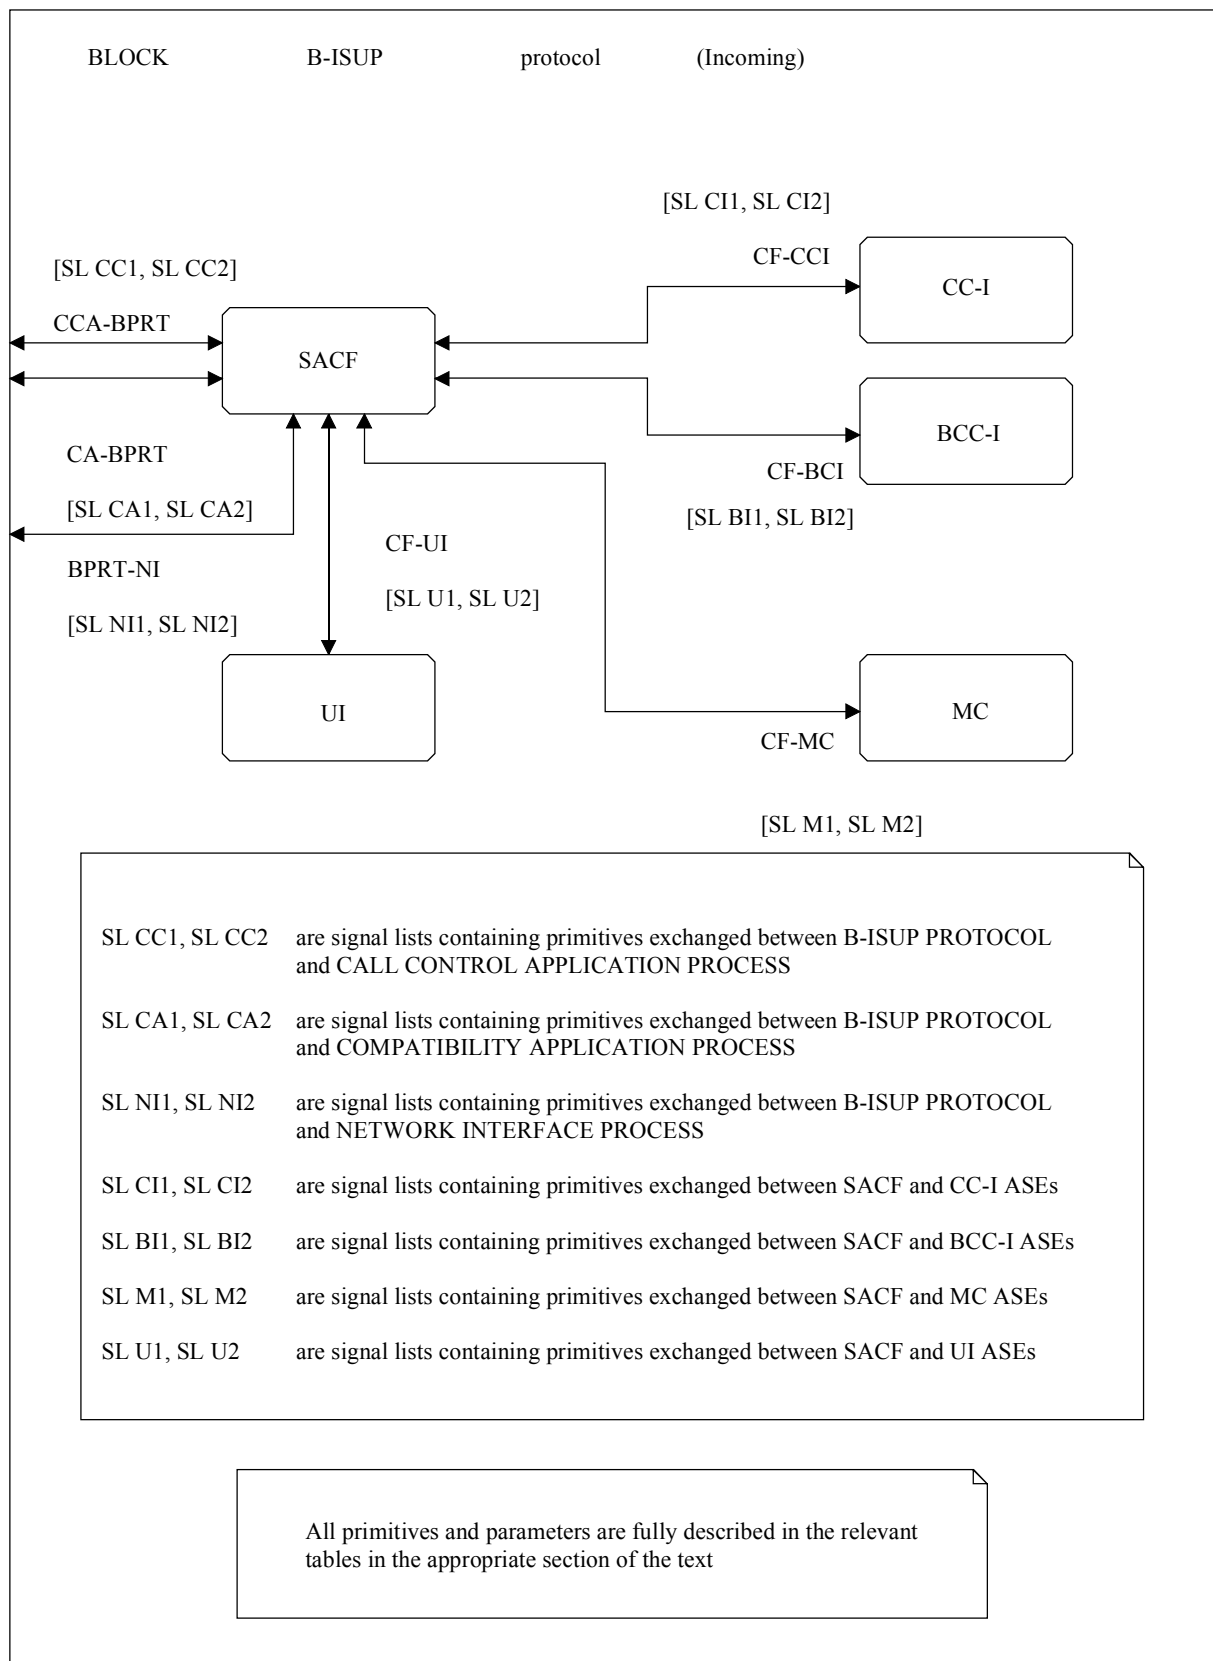 BLOCK B-ISUP protocol (Incoming)
[SL CI1, SL CI2]
CF-CCI
CC-I
[SL CC1, SL CC2]
CCA-BPRT
SACF
BCC-I
CF-BCI
[SL BI1, SL BI2]
CA-BPRT
[SL CA1, SL CA2]
BPRT-NI
[SL NI1, SL NI2]
CF-UI
[SL U1, SL U2]
UI
MC
CF-MC
[SL M1, SL M2]
SL CC1, SL CC2 are signal lists containing primitives exchanged between B-ISUP PROTOCOL
and CALL CONTROL APPLICATION PROCESS
SL CA1, SL CA2 are signal lists containing primitives exchanged between B-ISUP PROTOCOL
and COMPATIBILITY APPLICATION PROCESS
SL NI1, SL NI2 are signal lists containing primitives exchanged between B-ISUP PROTOCOL
and NETWORK INTERFACE PROCESS
SL CI1, SL CI2 are signal lists containing primitives exchanged between SACF and CC-I ASEs
SL BI1, SL BI2 are signal lists containing primitives exchanged between SACF and BCC-I ASEs
SL M1, SL M2 are signal lists containing primitives exchanged between SACF and MC ASEs
SL U1, SL U2 are signal lists containing primitives exchanged between SACF and UI ASEs
All primitives and parameters are fully described in the relevant
tables in the appropriate section of the text